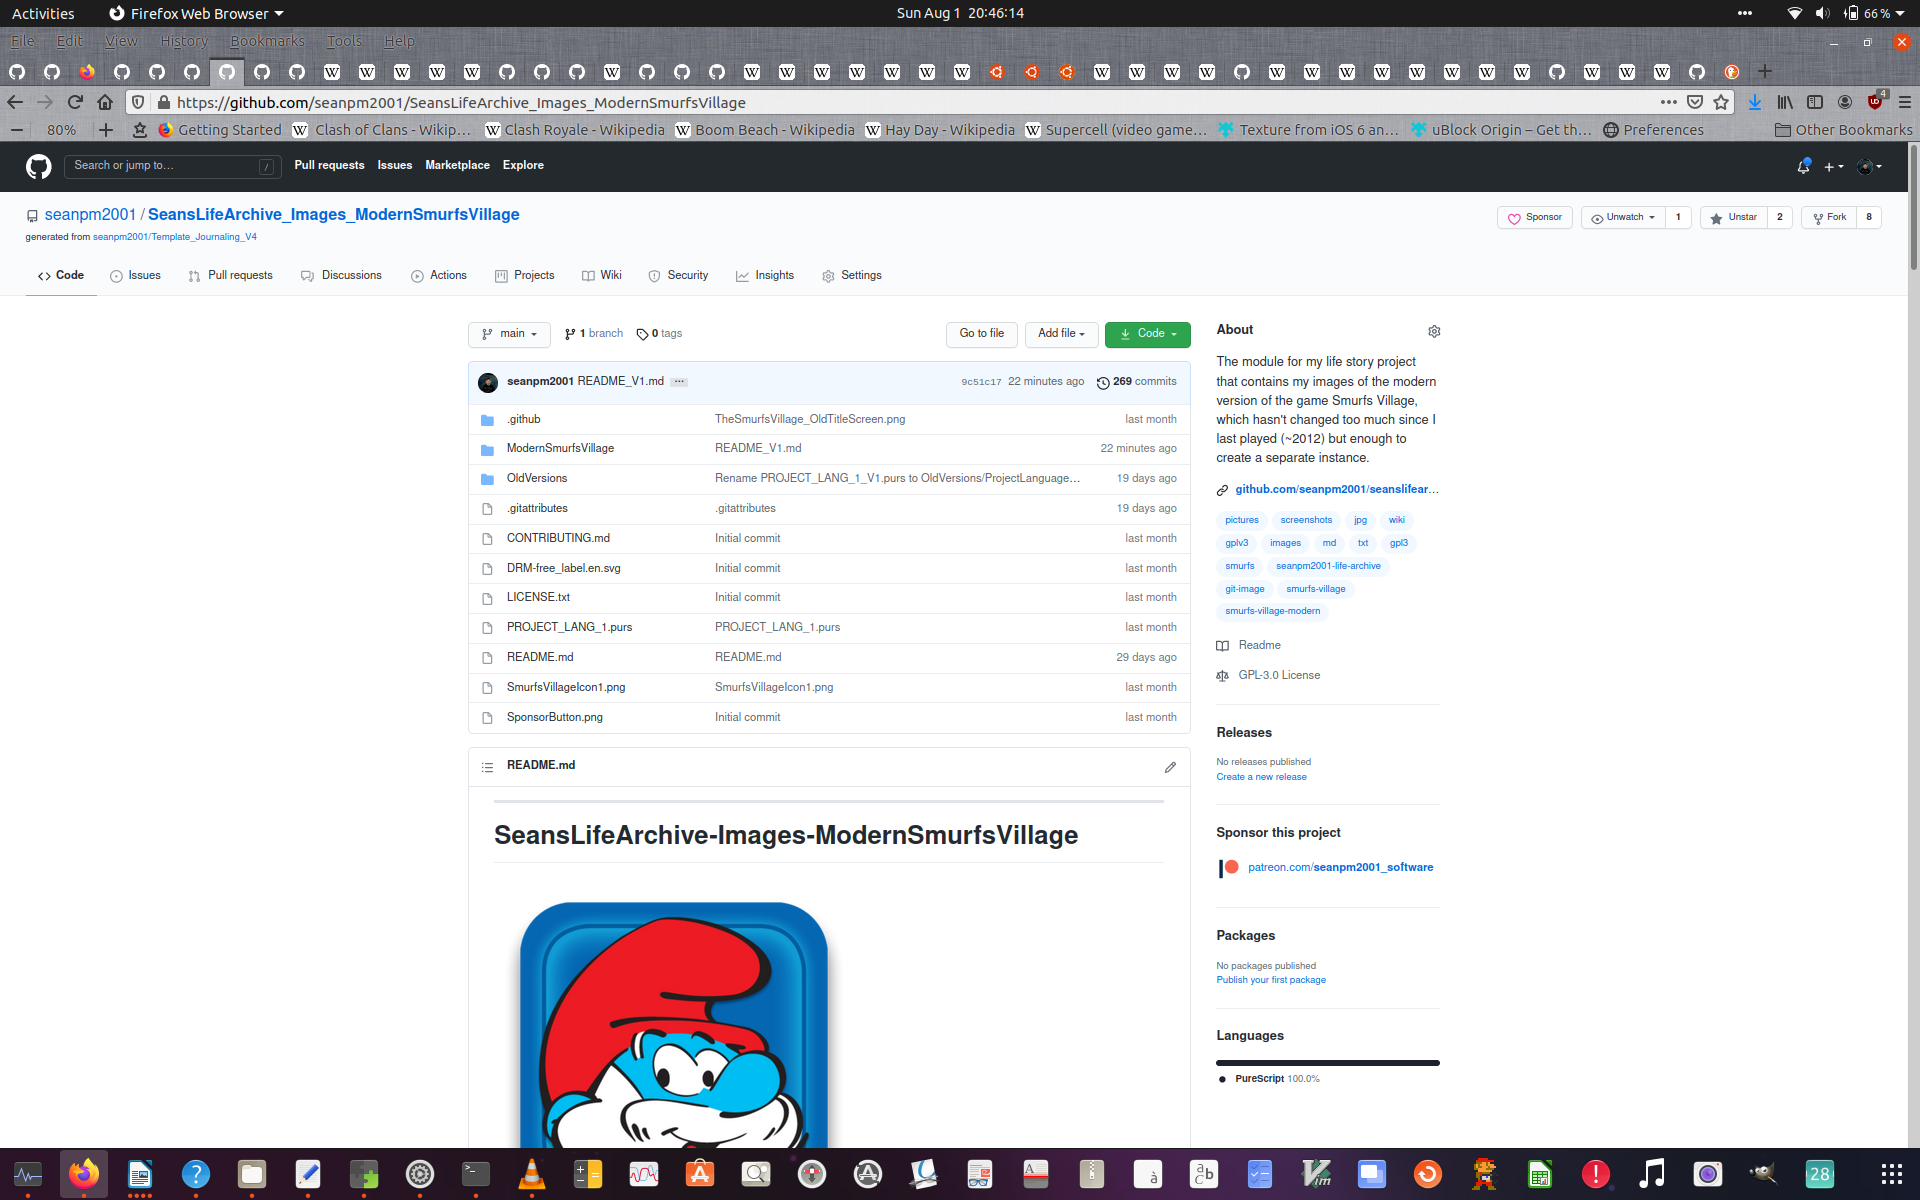 Activities Firefox Web Browser Sun Aug 1 20:46:14 66 %
File Edit View History Bookmarks Tools Help
https://github.com/seanpm2001/SeansLifeArchive_Images_ModernSmurfsVillage 4
80% Getting Started Clash of Clans - Wikip… Clash Royale - Wikipedia Boom Beach - Wikipedia Hay Day - Wikipedia Supercell (video game… Texture from iOS 6 an… uBlock Origin – Get th… Preferences Other Bookmarks
Search or jump to… / Pull requests Issues Marketplace Explore
seanpm2001 / SeansLifeArchive_Images_ModernSmurfsVillage Sponsor Unwatch 1 Unstar 2 Fork 8
generated from seanpm2001/Template_Journaling_V4
Code Issues Pull requests Discussions Actions Projects Wiki Security Insights Settings
main 1 branch 0 tags Go to file Add file Code
seanpm2001 README_V1.md ... 9c51c17 22 minutes ago 269 commits
.github TheSmurfsVillage_OldTitleScreen.png last month
ModernSmurfsVillage README_V1.md 22 minutes ago
OldVersions Rename PROJECT_LANG_1_V1.purs to OldVersions/ProjectLanguage… 19 days ago
.gitattributes .gitattributes 19 days ago
CONTRIBUTING.md Initial commit last month
DRM-free_label.en.svg Initial commit last month
LICENSE.txt Initial commit last month
PROJECT_LANG_1.purs PROJECT_LANG_1.purs last month
README.md README.md 29 days ago
SmurfsVillageIcon1.png SmurfsVillageIcon1.png last month
SponsorButton.png Initial commit last month
README.md
SeansLifeArchive-Images-ModernSmurfsVillage
About
The module for my life story project
that contains my images of the modern
version of the game Smurfs Village,
which hasn't changed too much since I
last played (~2012) but enough to
create a separate instance.
github.com/seanpm2001/seanslifear…
pictures screenshots jpg wiki
gplv3 images md txt gpl3
smurfs seanpm2001-life-archive
git-image smurfs-village
smurfs-village-modern
Readme
GPL-3.0 License
Releases
No releases published
Create a new release
Sponsor this project
patreon.com/seanpm2001_software
Packages
No packages published
Publish your first package
Languages
PureScript 100.0%
28